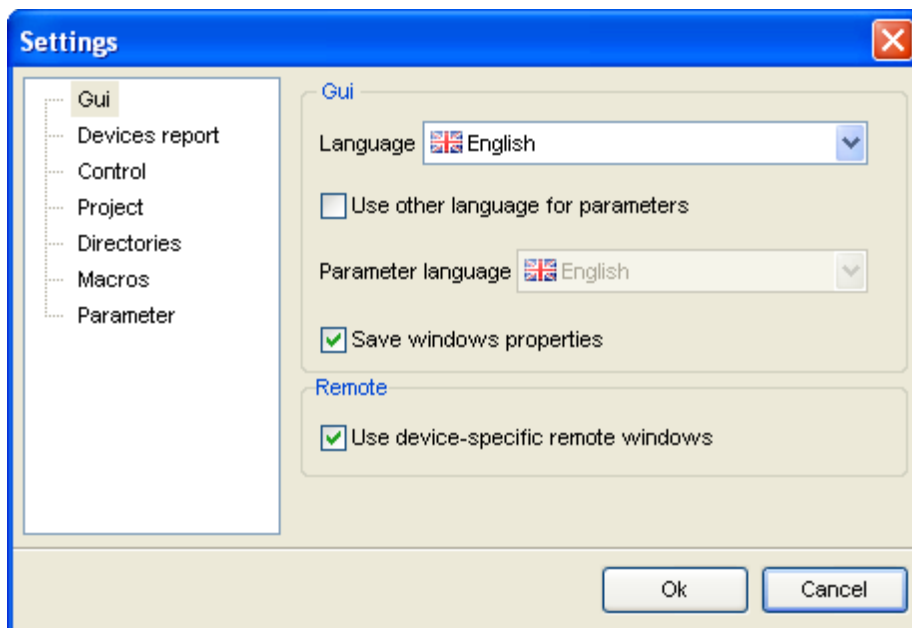 Settings
Gui
Devices report
Control
Project
Directories
Macros
Parameter
Gui
Language English
Use other language for parameters
Parameter language English
Save windows properties
Remote
Use device-specific remote windows
Ok Cancel